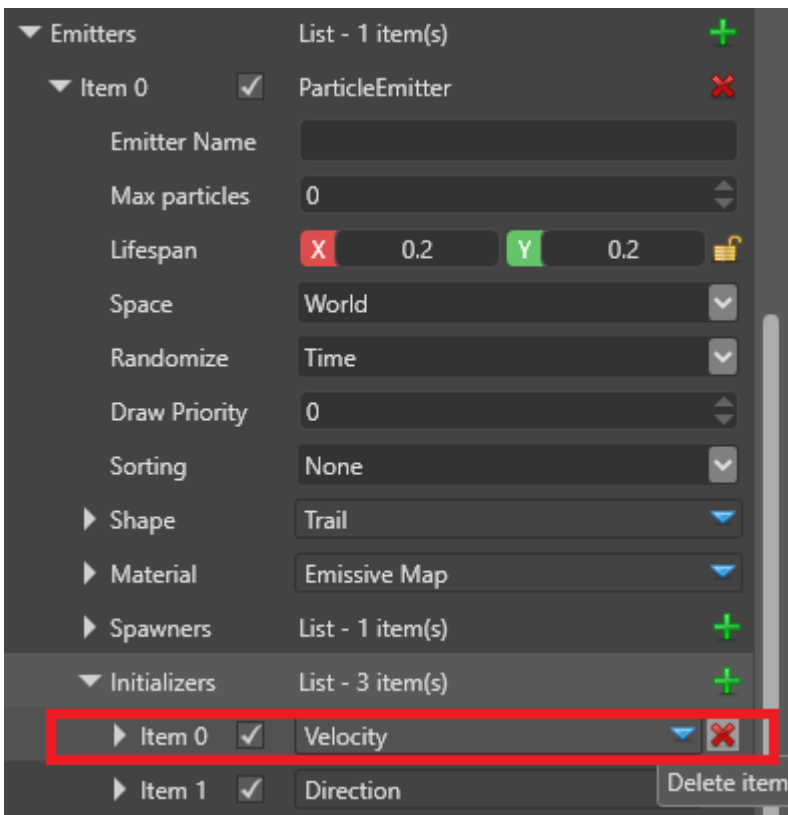 Emitters List - 1 item(s)
Item 0 ParticleEmitter
Emitter Name
Max particles 0
Lifespan X 0.2 Y 0.2
Space World
Randomize Time
Draw Priority 0
Sorting None
Shape Trail
Material Emissive Map
Spawners List - 1 item(s)
Initializers List - 3 item(s)
Item 0 Velocity
Item 1 Direction Delete item